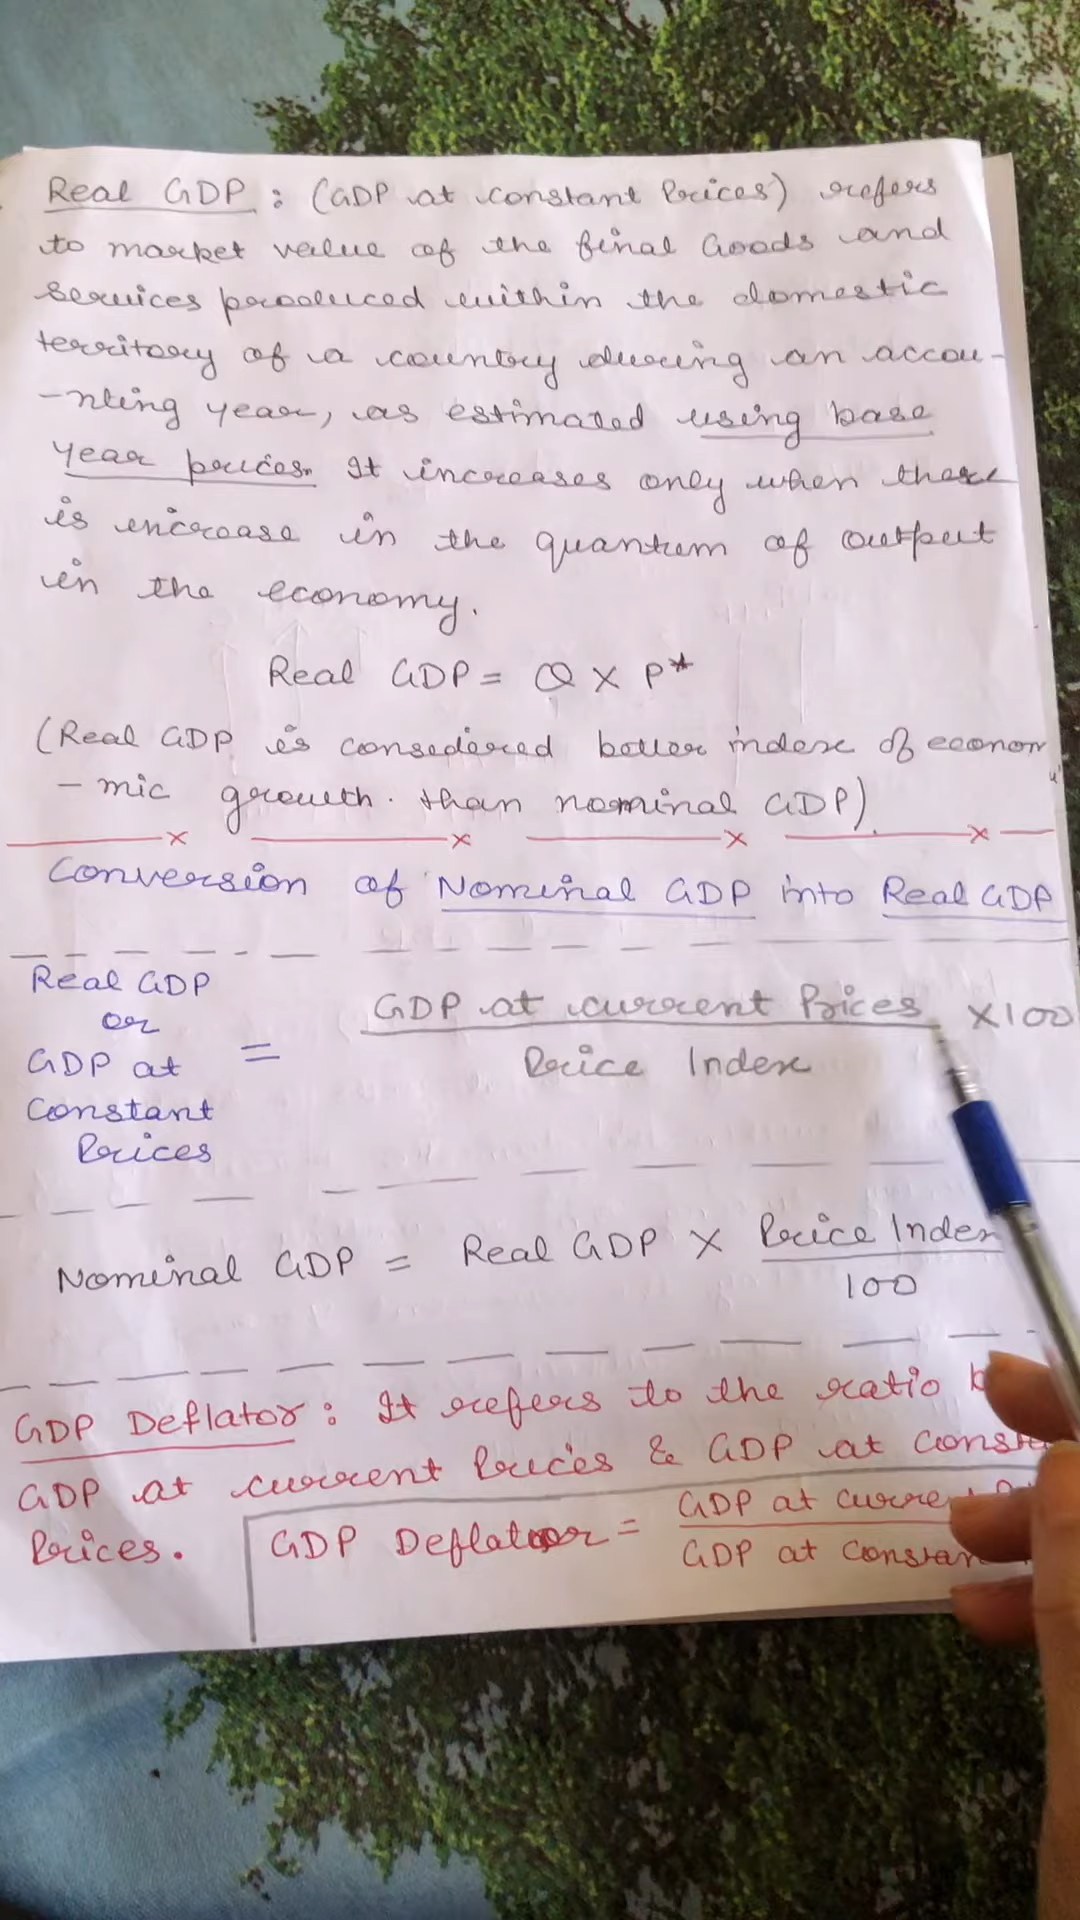 Real GDP : (GDP at constant Prices) refers
to market value of the final Goods and
services produced within the domestic
territory of a country during an accou-
-nting year, as estimated using base
year prices. It increases only when there
is increase in the quantum of output
in the economy.
Real GDP = Q X P*
(Real GDP is considered better index of econom
-mic growth than nominal GDP).
Conversion of Nominal GDP into Real GDP
Real GDP
or
GDP at
Constant
Prices
=
GDP at current Prices X100
Price Index
Nominal GDP = Real GDP X Price Index
100
GDP Deflator : It refers to the ratio
GDP at current Prices & GDP at
Prices.
GDP Deflator = GDP at
GDP at